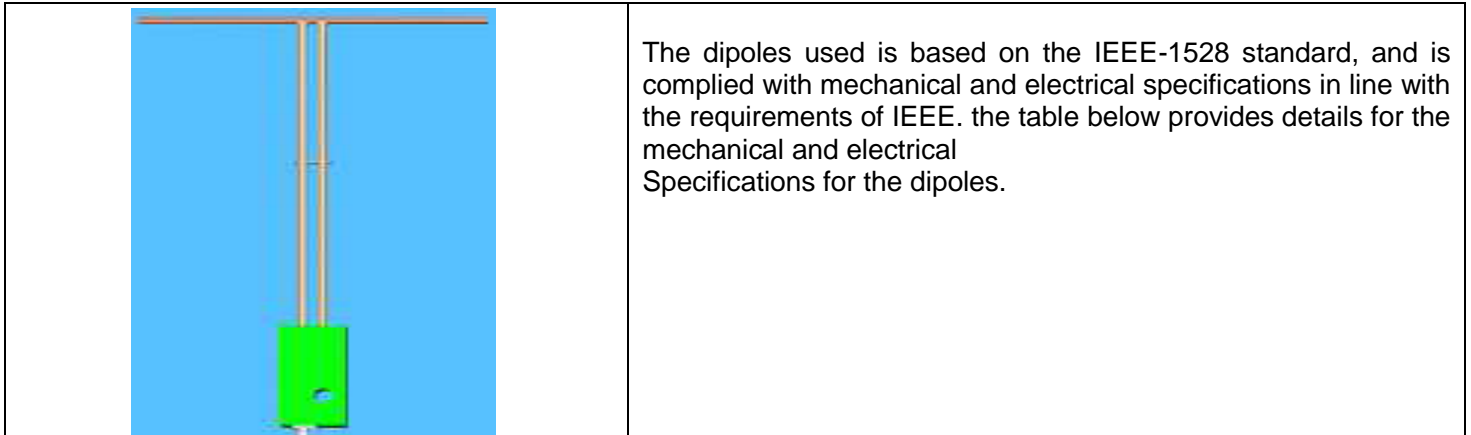 The dipoles used is based on the IEEE-1528 standard, and is
complied with mechanical and electrical specifications in line with
the requirements of IEEE. the table below provides details for the
mechanical and electrical
Specifications for the dipoles.